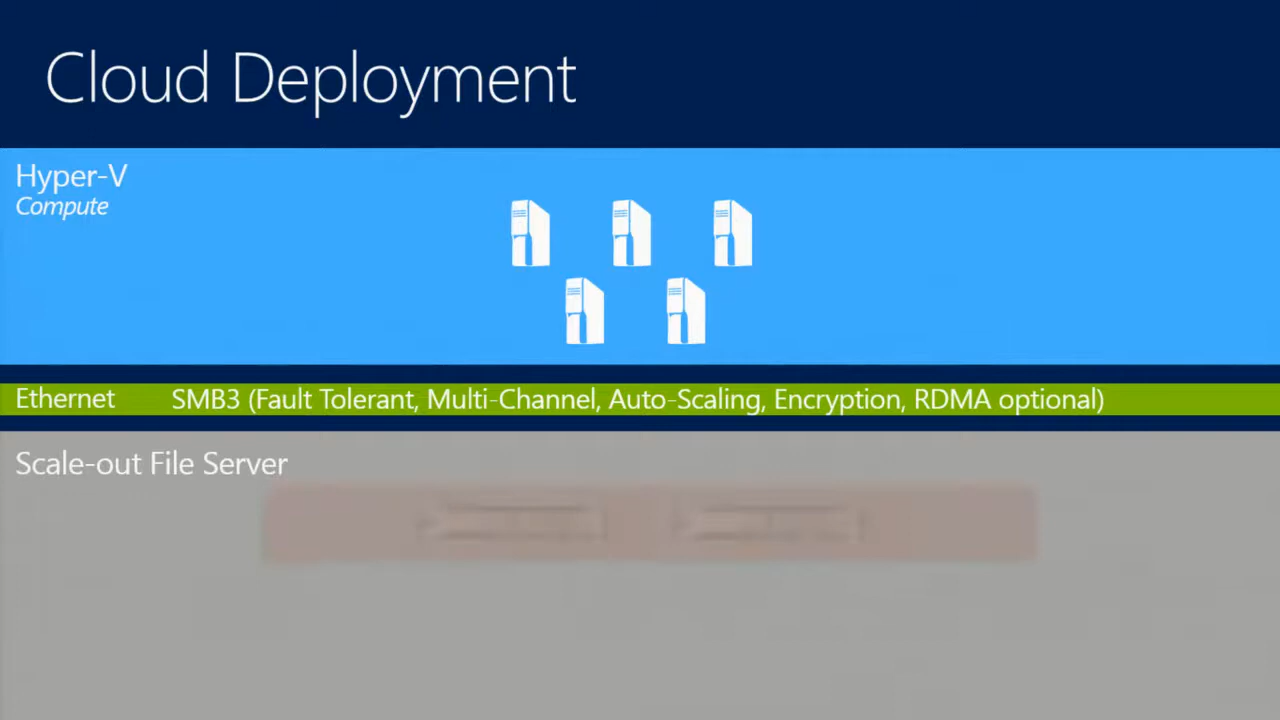 Cloud Deployment
Hyper-V
Compute
Ethernet SMB3 (Fault Tolerant, Multi-Channel, Auto-Scaling, Encryption, RDMA optional)
Scale-out File Server